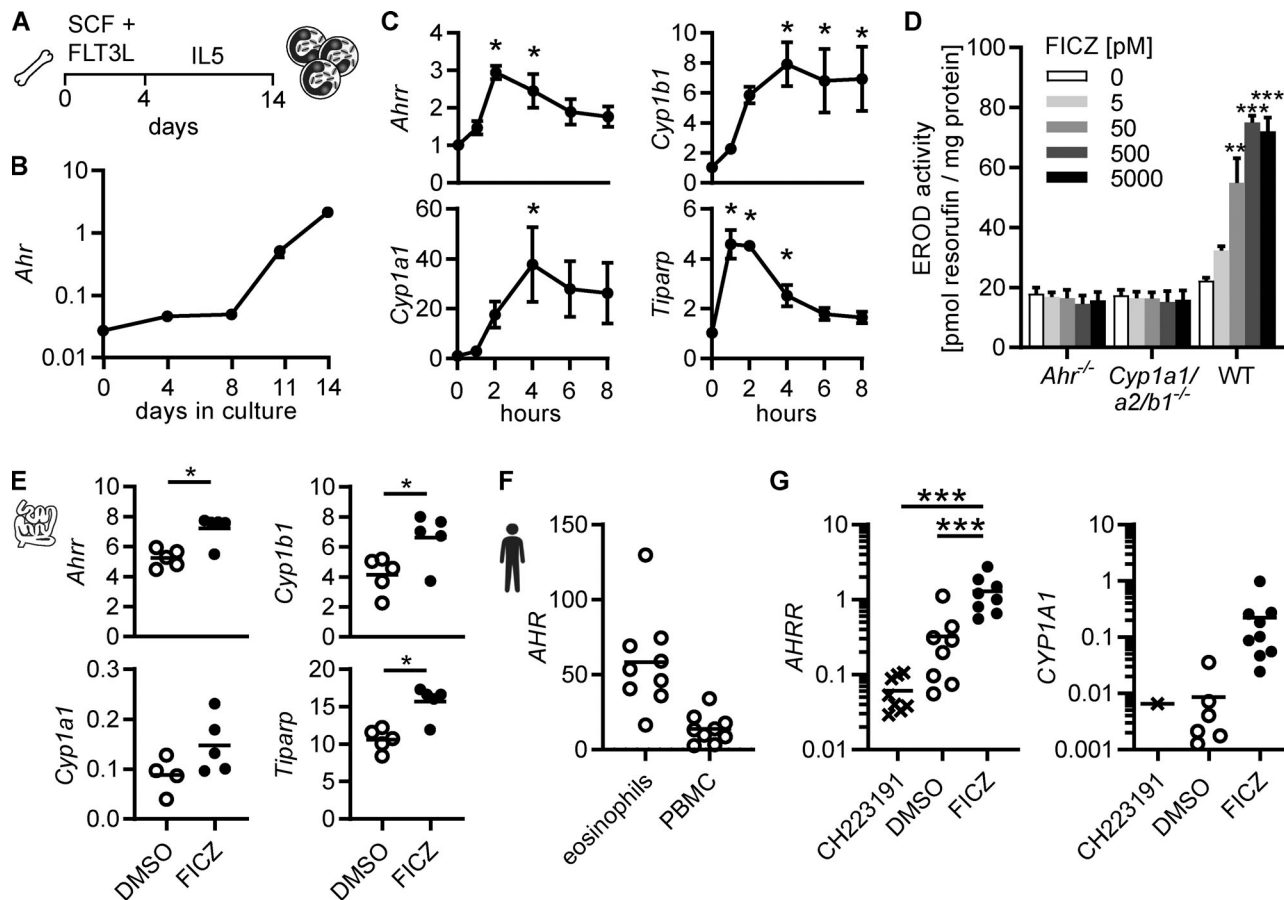 A
SCF +
FLT3L
IL5
0
4
14
days
B
Ahr
10
1
0.1
0.01
0
4
8
11
14
days in culture
C
Ahrr
4
3
2
1
*
*
Cyp1b1
10
8
6
4
2
0
*
*
*
Cyp1a1
60
40
20
0
*
0
2
4
6
8
hours
Tiparp
6
4
2
0
*
*
*
0
2
4
6
8
hours
D
EROD activity
[pmol resorufin / mg protein]
100
80
60
40
20
0
FICZ [pM]
0
5
50
500
5000
**
***
***
Ahr-/-
Cyp1a1/
a2/b1-/-
WT
E
Ahrr
10
8
6
4
2
0
*
Cyp1b1
10
8
6
4
2
0
*
Cyp1a1
0.3
0.2
0.1
0.0
DMSO
FICZ
Tiparp
20
15
10
5
0
*
DMSO
FICZ
F
AHR
150
100
50
0
eosinophils
PBMC
G
AHRR
10
1
0.1
0.01
***
***
CH223191
DMSO
FICZ
CYP1A1
10
1
0.1
0.01
0.001
CH223191
DMSO
FICZ